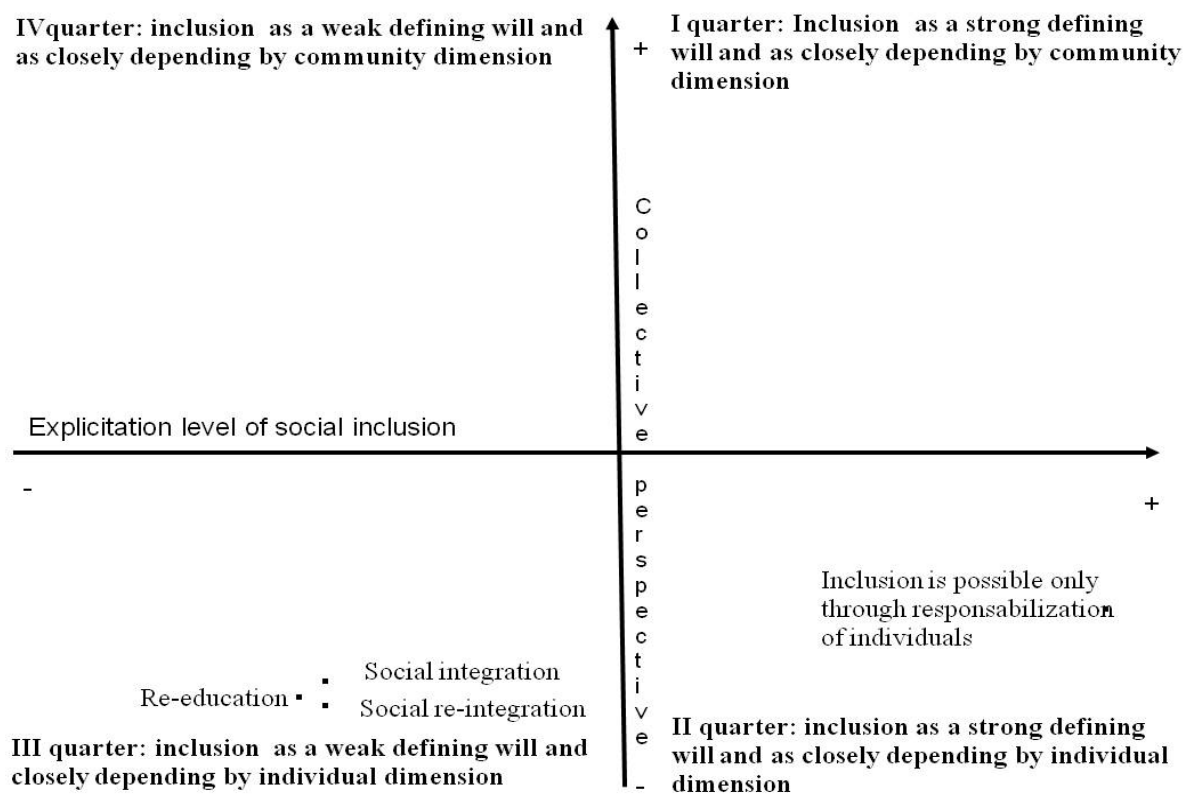 IVquarter: inclusion as a weak defining will and
as closely depending by community dimension
+
I quarter: Inclusion as a strong defining
will and as closely depending by community
dimension
Collective perspective
Explicitation level of social inclusion
-
+
Inclusion is possible only
through responsabilization
of individuals
Social integration
Re-education
Social re-integration
III quarter: inclusion as a weak defining will and
closely depending by individual dimension
II quarter: inclusion as a strong defining
will and as closely depending by individual
dimension
-